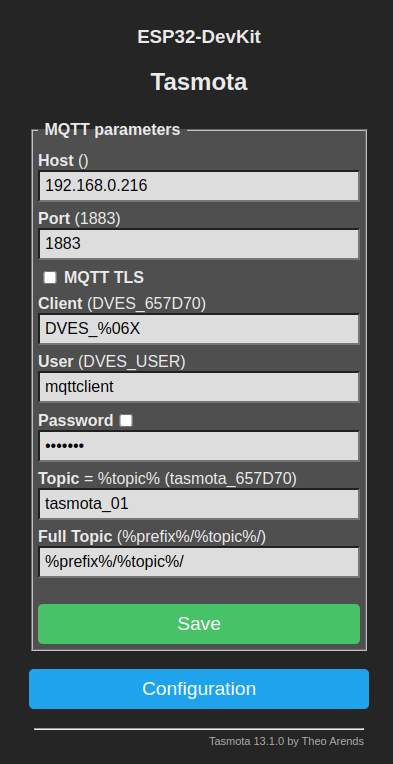 ESP32-DevKit
Tasmota
MQTT parameters
Host ()
192.168.0.216
Port (1883)
1883
MQTT TLS
Client (DVES_657D70)
DVES_%06X
User (DVES_USER)
mqttclient
Password
•••••••
Topic = %topic% (tasmota_657D70)
tasmota_01
Full Topic (%prefix%/%topic%/)
%prefix%/%topic%/
Save
Configuration
Tasmota 13.1.0 by Theo Arends